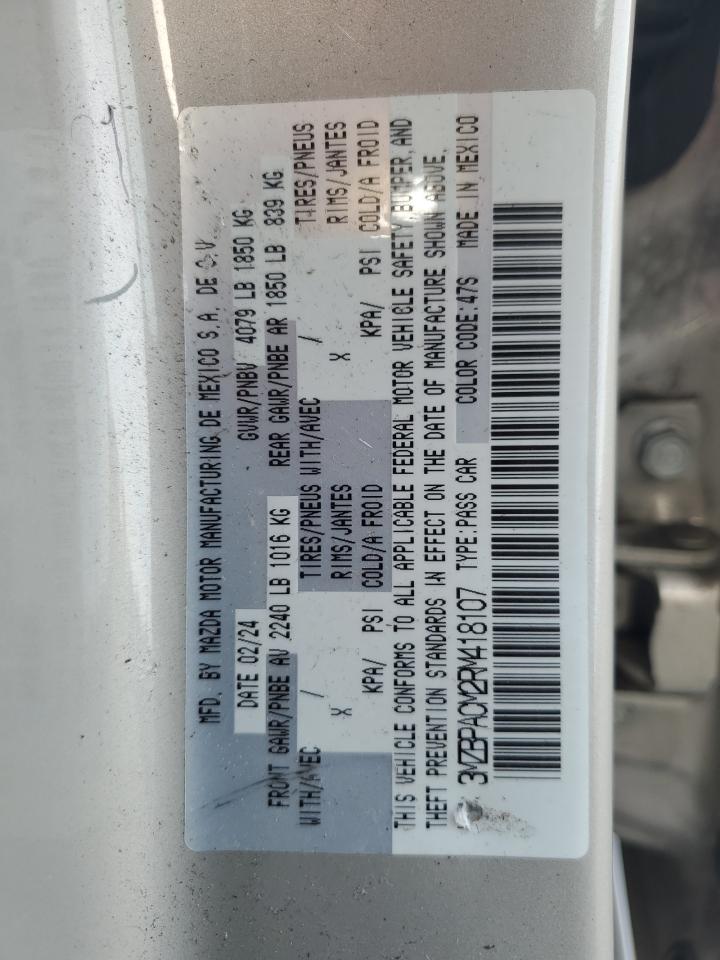 MFD. BY MAZDA MOTOR MANUFACTURING DE MEXICO S.A. DE C.V
DATE 02/24 GVWR/PNBV 4079 LB 1850 KG
FRONT GAWR/PNBE AV 2240 LB 1016 KG REAR GAWR/PNBE AR 1850 LB 839 KG
WITH/AVEC / TIRES/PNEUS WITH/AVEC / TIRES/PNEUS
X RIMS/JANTES X RIMS/JANTES
KPA/ PSI COLD/A FROID KPA/ PSI COLD/A FROID
THIS VEHICLE CONFORMS TO ALL APPLICABLE FEDERAL MOTOR VEHICLE SAFETY, BUMPER, AND
THEFT PREVENTION STANDARDS IN EFFECT ON THE DATE OF MANUFACTURE SHOWN ABOVE.
3MZBPACM2RM418107 TYPE:PASS CAR COLOR CODE:47S MADE IN MEXICO